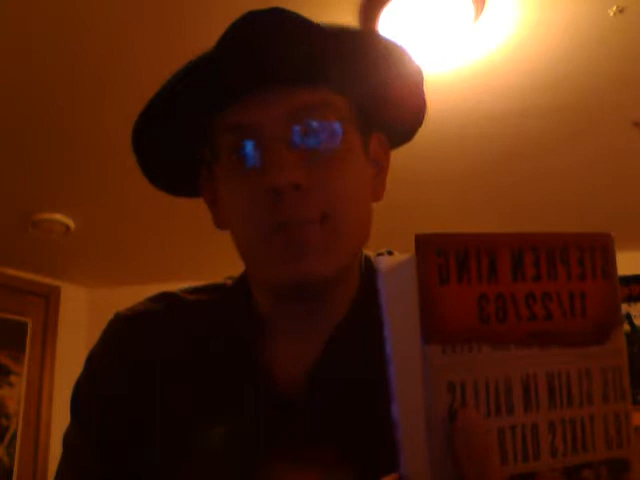 STEPHEN KING
11/22/63
SLAIN IN DALLAS
TAKES OATH